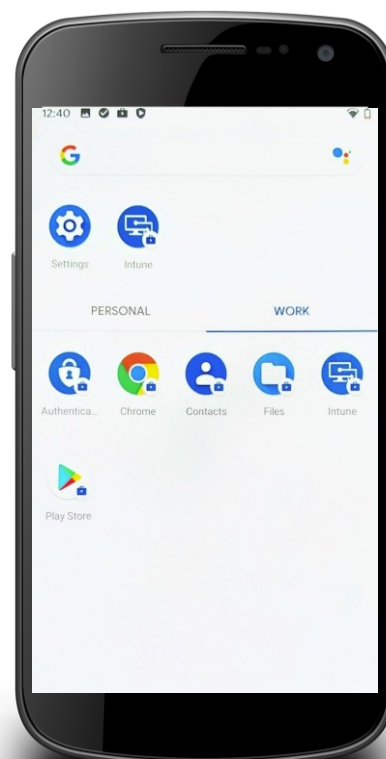 12:40
Settings Intune
PERSONAL WORK
Authentica... Chrome Contacts Files Intune
Play Store